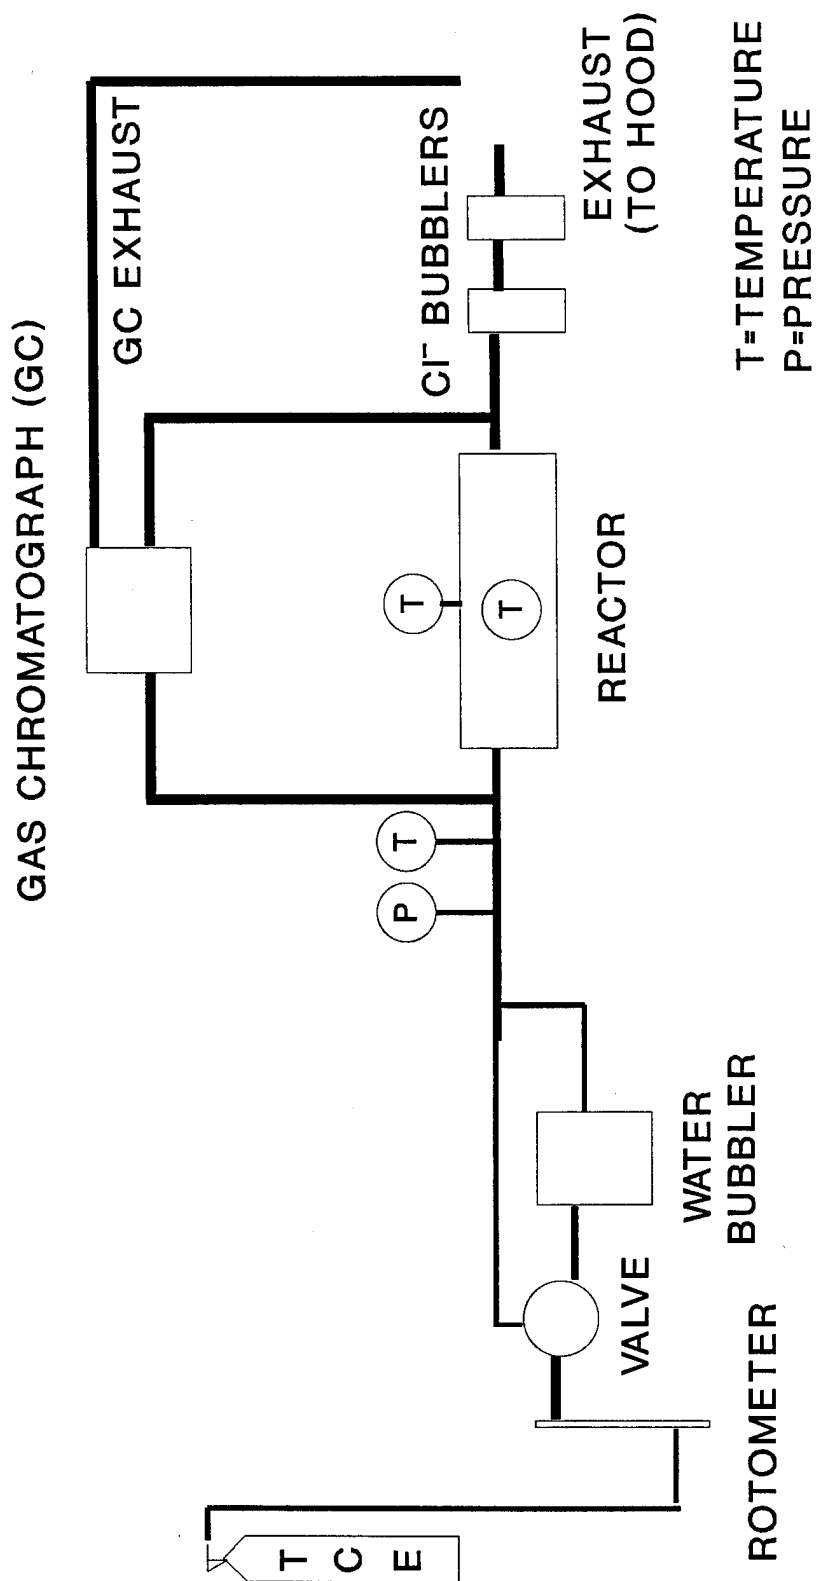 GAS CHROMATOGRAPH (GC)
GC EXHAUST
Cl⁻ BUBBLERS
EXHAUST
(TO HOOD)
T
T
T
P
REACTOR
T=TEMPERATURE
P=PRESSURE
T
C
E
WATER
BUBBLER
VALVE
ROTOMETER